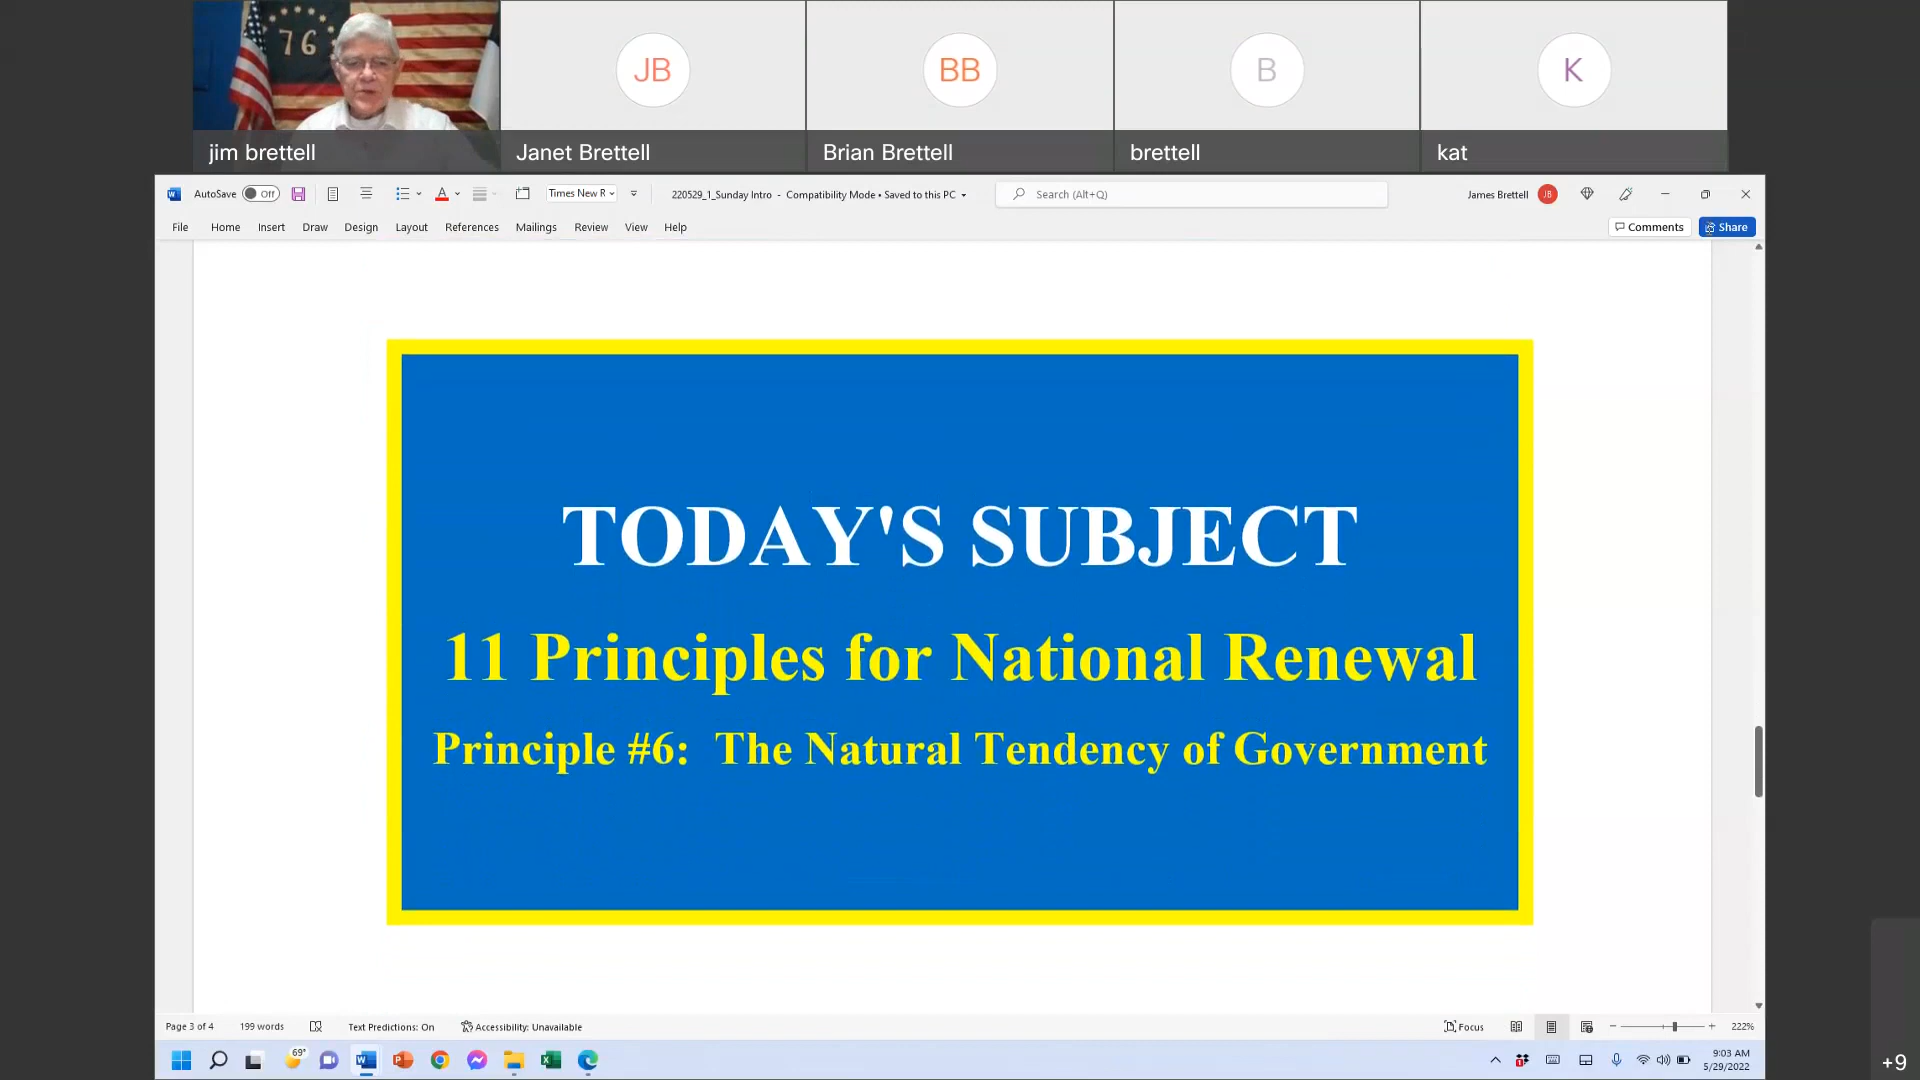 76
JB
BB
B
K
jim brettell
Janet Brettell
Brian Brettell
brettell
kat
AutoSave Off
Times New R
220529_1_Sunday Intro - Compatibility Mode • Saved to this PC
Search (Alt+Q)
James Brettell JB
File Home Insert Draw Design Layout References Mailings Review View Help
Comments Share
TODAY'S SUBJECT
11 Principles for National Renewal
Principle #6: The Natural Tendency of Government
Page 3 of 4 199 words Text Predictions: On Accessibility: Unavailable
Focus 222%
69°
9:03 AM
5/29/2022
+9